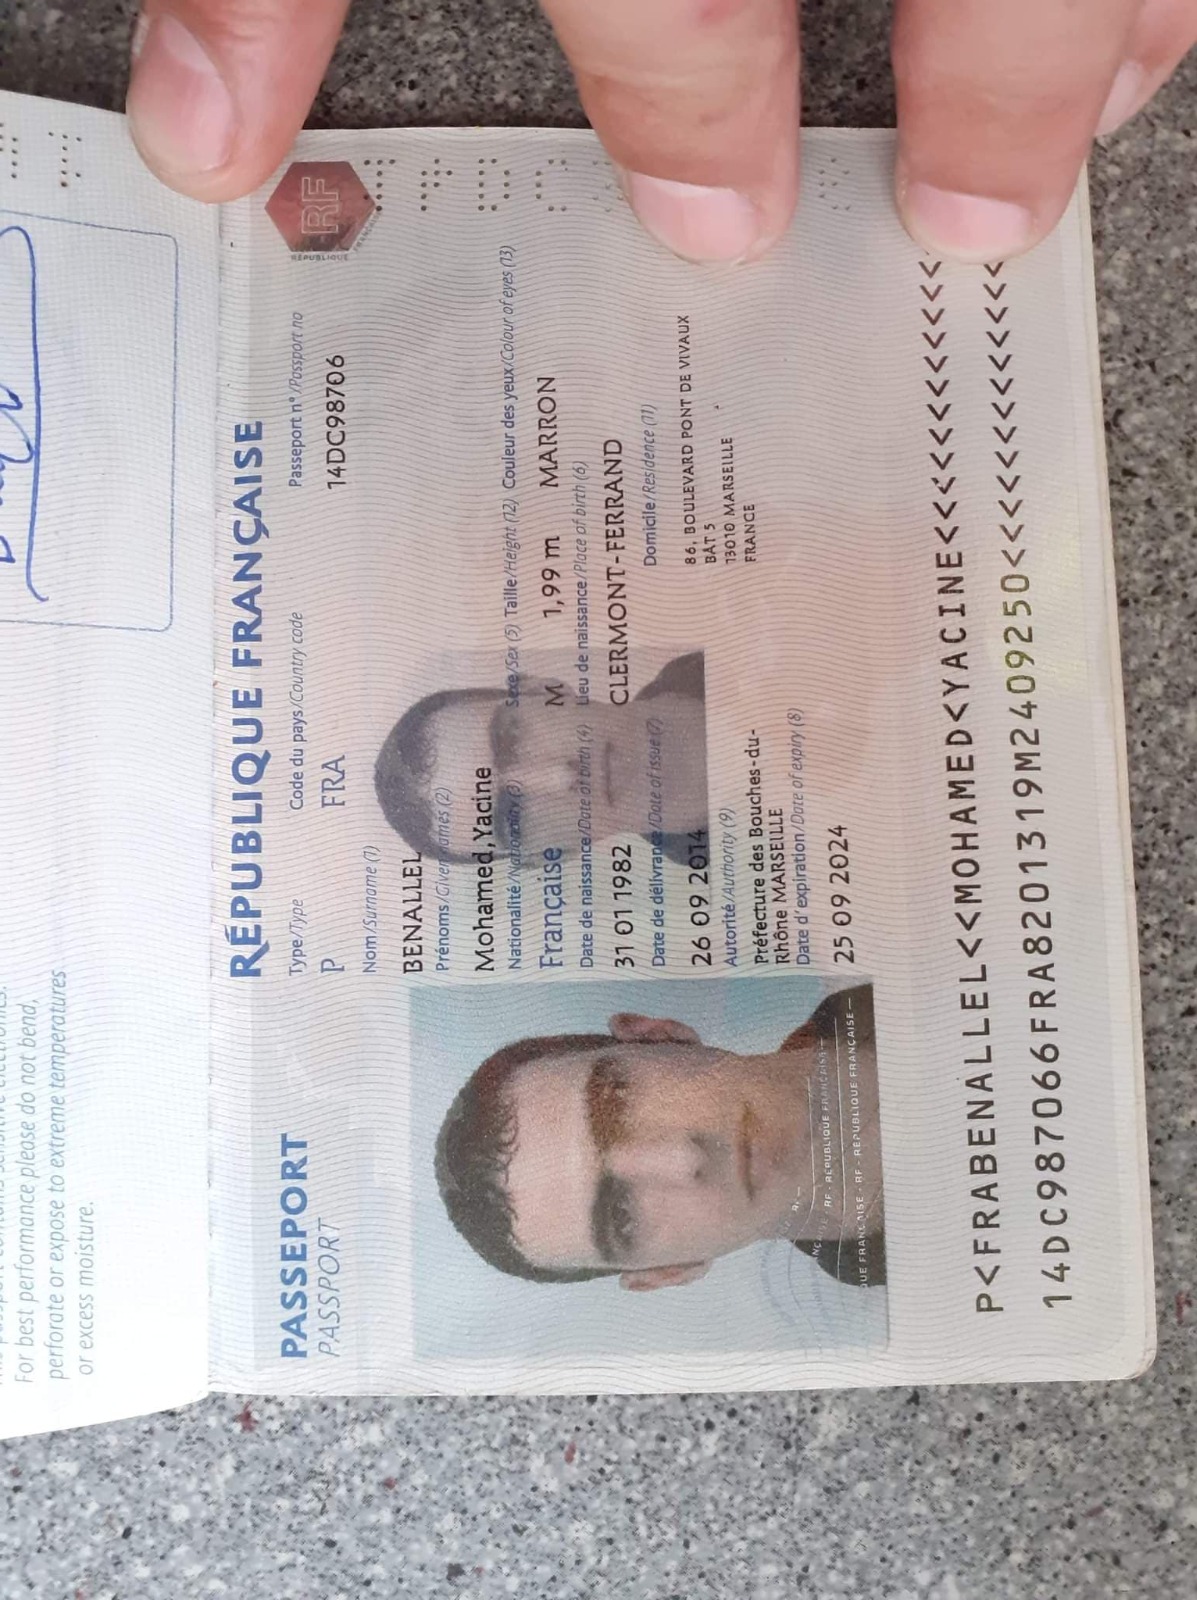 For best performance please do not bend,
perforate or expose to extreme temperatures
or excess moisture.
RÉPUBLIQUE FRANÇAISE
RF
RÉPUBLIQUE
PASSEPORT
PASSPORT
Type/Type
Code du pays/Country code
Passeport n°/Passport no
P
FRA
14DC98706
Nom/Surname (1)
BENALLEL
Prénoms/Given names (2)
Mohamed,Yacine
Nationalité/Nationality (3)
Sexe/Sex (5)
Taille/Height (12)
Couleur des yeux/Colour of eyes (13)
Française
M
1,99 m
MARRON
Date de naissance/Date of birth (4)
Lieu de naissance/Place of birth (6)
31 01 1982
CLERMONT-FERRAND
Date de délivrance/Date of issue (7)
Domicile/Residence (11)
26 09 2014
86, BOULEVARD PONT DE VIVAUX
BÂT 5
13010 MARSEILLE
FRANCE
Autorité/Authority (9)
Préfecture des Bouches-du-
Rhône MARSEILLE
Date d'expiration/Date of expiry (8)
25 09 2024
RF - RÉPUBLIQUE FRANÇAISE
RF - RÉPUBLIQUE FRANÇAISE
P<FRABENALLEL<<MOHAMED<YACINE<<<<<<<<<<<<
14DC987066FRA8201319M2409250<<<<<<<<<<<<